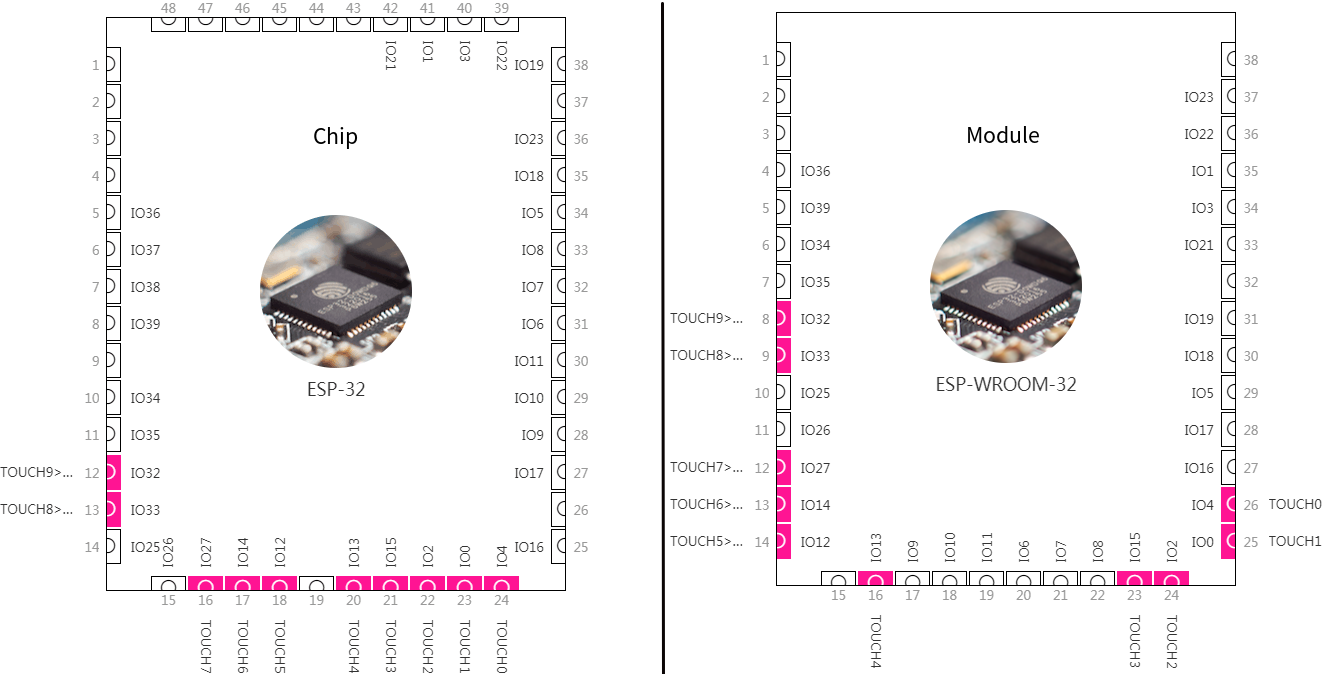 48 47 46 45 44 43 42 41 40 39
IO21 IO1 IO3 IO22
1 IO19 38
2 37
3 IO23 36
Chip
4 IO18 35
5 IO36 IO5 34
6 IO37 IO8 33
7 IO38 IO7 32
8 IO39 IO6 31
9 IO11 30
ESP-32
10 IO34 IO10 29
11 IO35 IO9 28
TOUCH9>... 12 IO32 IO17 27
TOUCH8>... 13 IO33 26
14 IO25 IO16 25
IO26 IO27 IO14 IO12 IO13 IO15 IO2 IO0 IO4
15 16 17 18 19 20 21 22 23 24
TOUCH7 TOUCH6 TOUCH5 TOUCH4 TOUCH3 TOUCH2 TOUCH1 TOUCH0
1 38
2 IO23 37
3 IO22 36
Module
4 IO36 IO1 35
5 IO39 IO3 34
6 IO34 IO21 33
7 IO35 32
TOUCH9>... 8 IO32 IO19 31
TOUCH8>... 9 IO33 IO18 30
ESP-WROOM-32
10 IO25 IO5 29
11 IO26 IO17 28
TOUCH7>... 12 IO27 IO16 27
TOUCH6>... 13 IO14 IO4 26 TOUCH0
TOUCH5>... 14 IO12 IO0 25 TOUCH1
IO13 IO9 IO10 IO11 IO6 IO7 IO8 IO15 IO2
15 16 17 18 19 20 21 22 23 24
TOUCH4 TOUCH3 TOUCH2